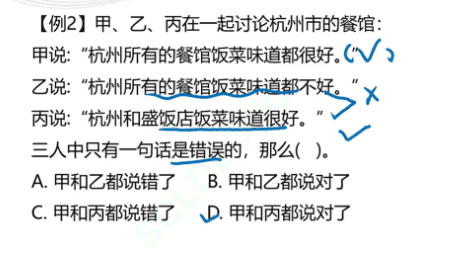 【例2】甲、乙、丙在一起讨论杭州市的餐馆：
甲说：“杭州所有的餐馆饭菜味道都很好。”
乙说：“杭州所有的餐馆饭菜味道都不好。”
丙说：“杭州和盛饭店饭菜味道很好。”
三人中只有一句话是错误的，那么( )。
A. 甲和乙都说错了 B. 甲和乙都说对了
C. 甲和丙都说错了 D. 甲和丙都说对了